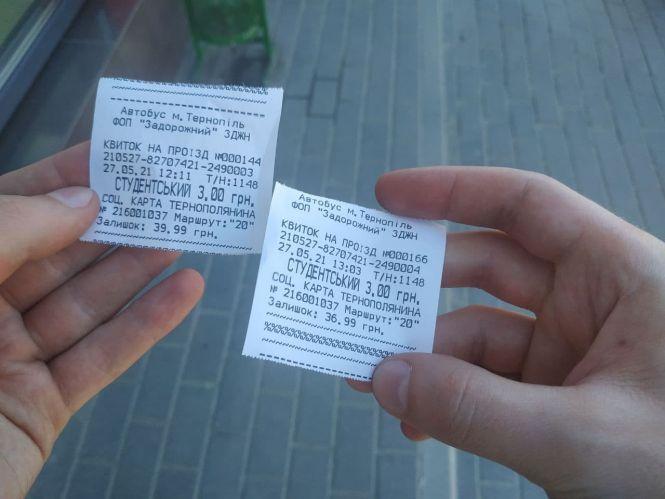 Автобус м.Тернопіль
ФОП "Задорожний" ЗДЖН
КВИТОК НА ПРОЇЗД №000144
210527-82707421-2490003
27.05.21 12:11 Т/Н:1148
СТУДЕНТСЬКИЙ 3,00 грн.
СОЦ. КАРТА ТЕРНОПОЛЯНИНА
№ 216001037 Маршрут:"20"
Залишок: 39.99 грн.
Автобус м.Тернопіль
ФОП "Задорожний" ЗДЖН
КВИТОК НА ПРОЇЗД №000166
210527-82707421-2490004
27.05.21 13:03 Т/Н:1148
СТУДЕНТСЬКИЙ 3,00 грн.
СОЦ. КАРТА ТЕРНОПОЛЯНИНА
№ 216001037 Маршрут:"20"
Залишок: 36.99 грн.